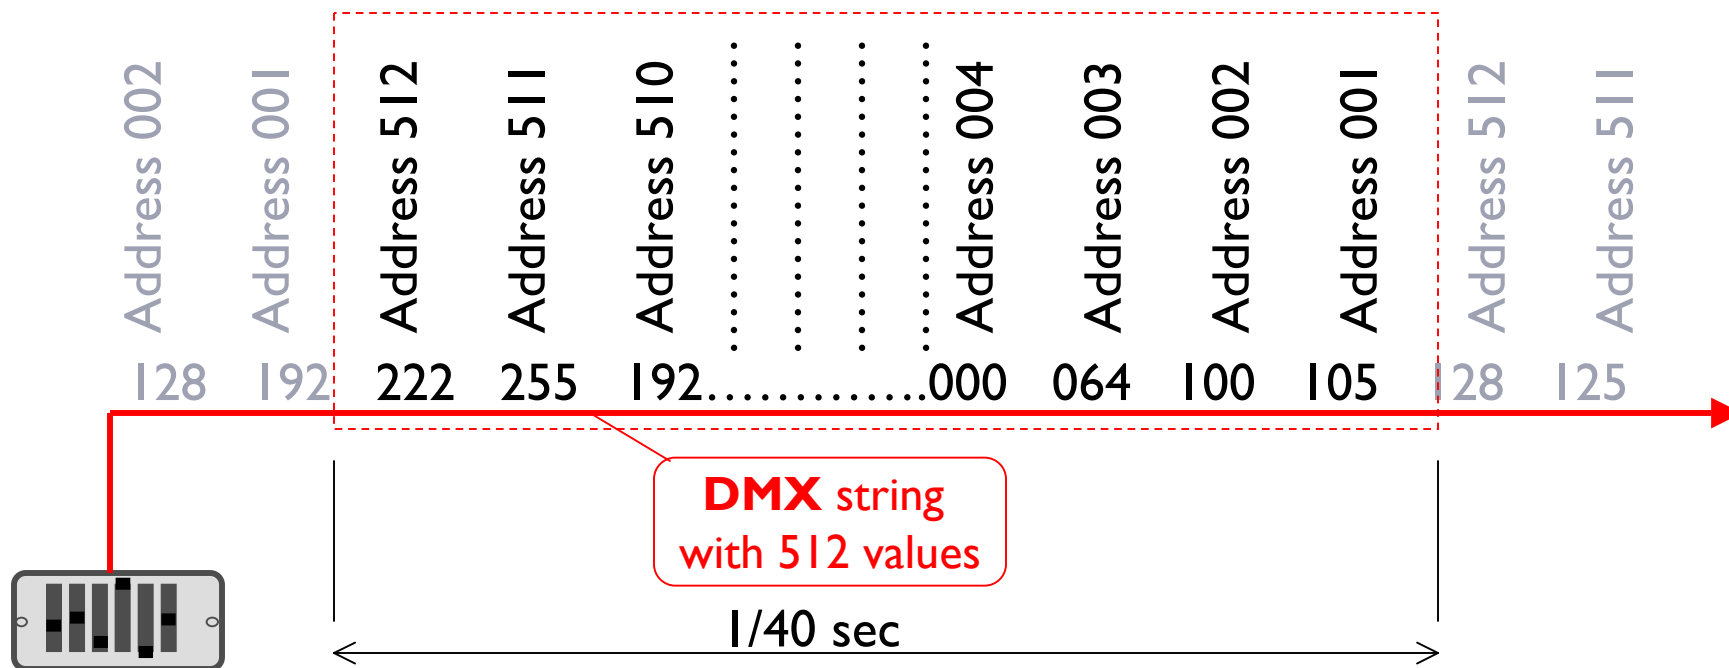 Address 002
Address 001
Address 512
Address 511
Address 510
Address 004
Address 003
Address 002
Address 001
Address 512
Address 511
128 192 222 255 192.............000 064 100 105 128 125
DMX string
with 512 values
1/40 sec